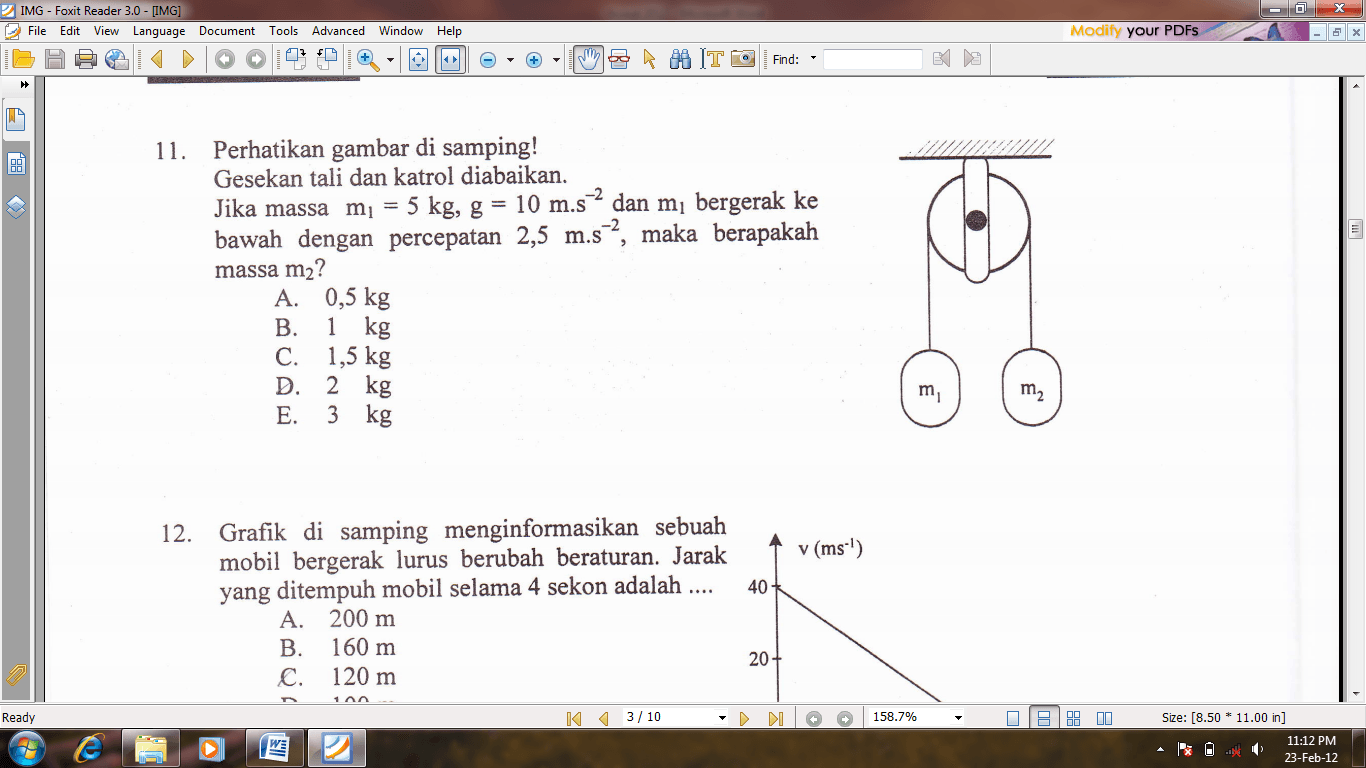 IMG - Foxit Reader 3.0 - [IMG]
File Edit View Language Document Tools Advanced Window Help
Modify your PDFs
Find:
11. Perhatikan gambar di samping!
Gesekan tali dan katrol diabaikan.
Jika massa m₁ = 5 kg, g = 10 m.s⁻² dan m₁ bergerak ke
bawah dengan percepatan 2,5 m.s⁻², maka berapakah
massa m₂?
A. 0,5 kg
B. 1 kg
C. 1,5 kg
D. 2 kg
E. 3 kg
m₁ m₂
12. Grafik di samping menginformasikan sebuah
mobil bergerak lurus berubah beraturan. Jarak
yang ditempuh mobil selama 4 sekon adalah ....
A. 200 m
B. 160 m
C. 120 m
v (ms⁻¹)
40
20
Ready
3 / 10
158.7%
Size: [8.50 * 11.00 in]
11:12 PM
23-Feb-12